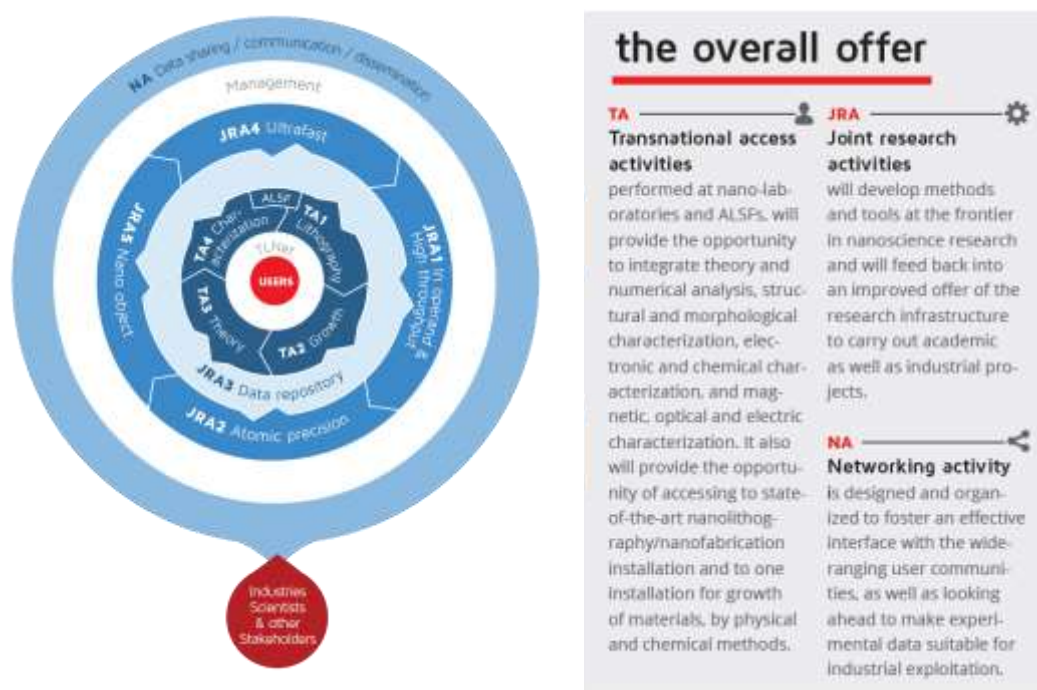 NA Data sharing / communication / dissemination
Management
JRA4 UltraFast
JRA5 Nano object
JRA1 In operand &
High throughput
ALSF
TA4 Char-
acterization
TA1
Lithography
TLNet
USERS
TA3 Theory
TA2 Growth
JRA3 Data repository
JRA2 Atomic precision
Industries
Scientists
& other
Stakeholders
the overall offer
TA
Transnational access
activities
performed at nano-lab-
oratories and ALSFs, will
provide the opportunity
to integrate theory and
numerical analysis, struc-
tural and morphological
characterization, elec-
tronic and chemical char-
acterization, and mag-
netic, optical and electric
characterization. It also
will provide the opportu-
nity of accessing to state-
of-the-art nanolithog-
raphy/nanofabrication
installation and to one
installation for growth
of materials, by physical
and chemical methods.
JRA
Joint research
activities
will develop methods
and tools at the frontier
in nanoscience research
and will feed back into
an improved offer of the
research infrastructure
to carry out academic
as well as industrial pro-
jects.
NA
Networking activity
is designed and organ-
ized to foster an effective
interface with the wide-
ranging user communi-
ties, as well as looking
ahead to make experi-
mental data suitable for
industrial exploitation.